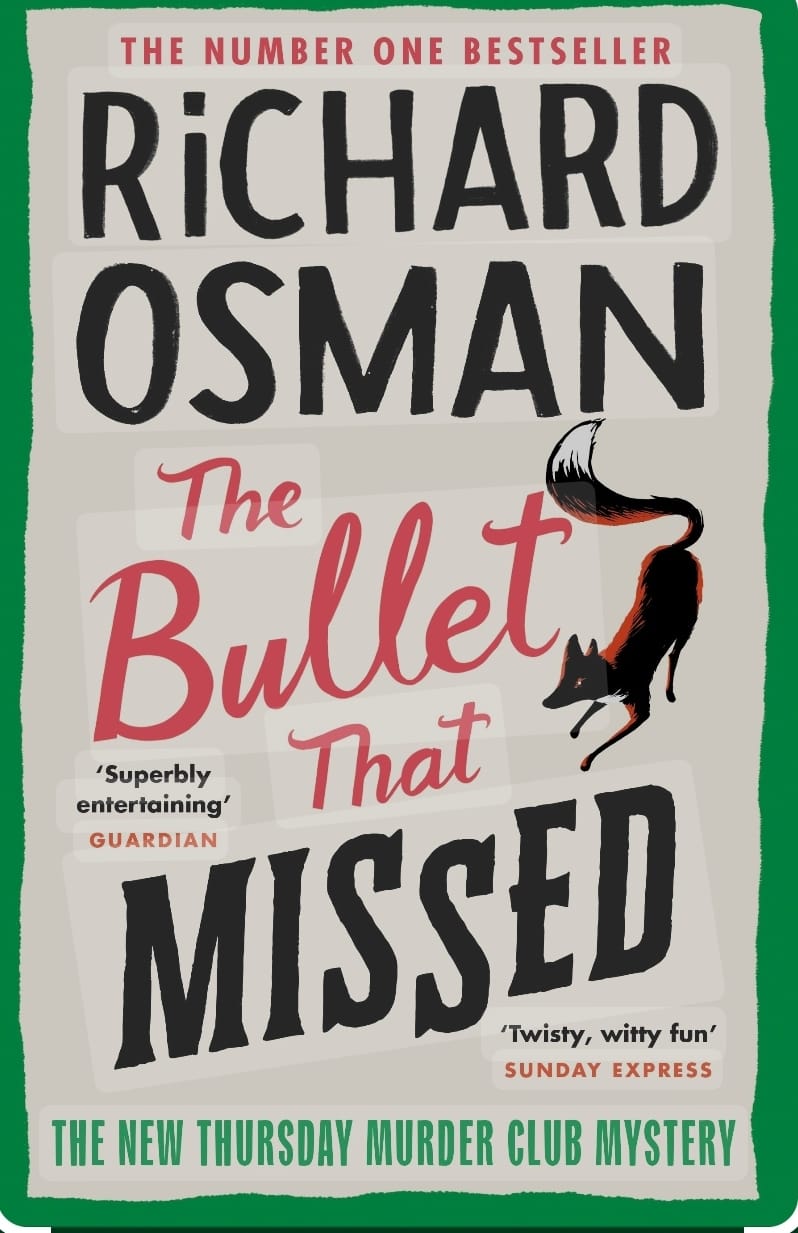 THE NUMBER ONE BESTSELLER
RiCHARD
OSMAN
The
Bullet
That
‘Superbly
entertaining’
GUARDIAN
MISSED
‘Twisty, witty fun’
SUNDAY EXPRESS
THE NEW THURSDAY MURDER CLUB MYSTERY